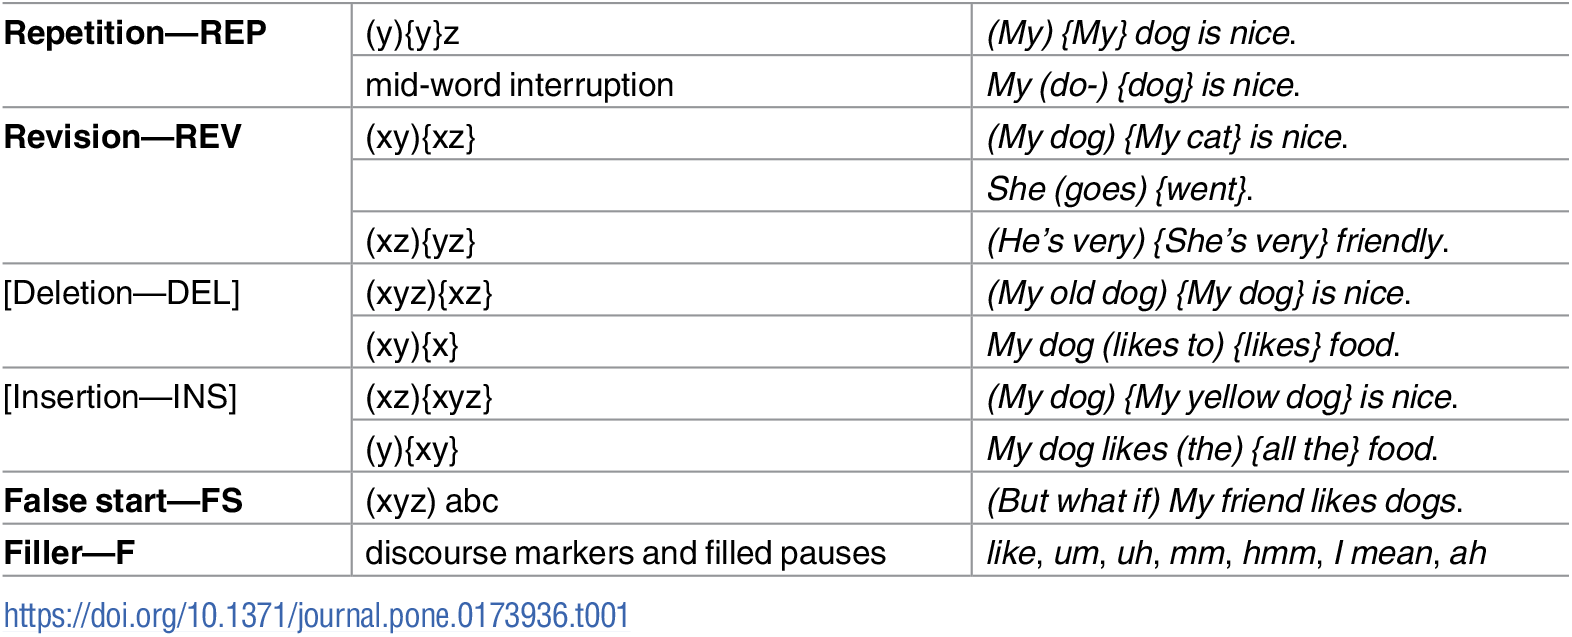 Repetition—REP (y){y}z (My) {My} dog is nice.
mid-word interruption My (do-) {dog} is nice.
Revision—REV (xy){xz} (My dog) {My cat} is nice.
She (goes) {went}.
(xz){yz} (He's very) {She's very} friendly.
[Deletion—DEL] (xyz){xz} (My old dog) {My dog} is nice.
(xy){x} My dog (likes to) {likes} food.
[Insertion—INS] (xz){xyz} (My dog) {My yellow dog} is nice.
(y){xy} My dog likes (the) {all the} food.
False start—FS (xyz) abc (But what if) My friend likes dogs.
Filler—F discourse markers and filled pauses like, um, uh, mm, hmm, I mean, ah
https://doi.org/10.1371/journal.pone.0173936.t001